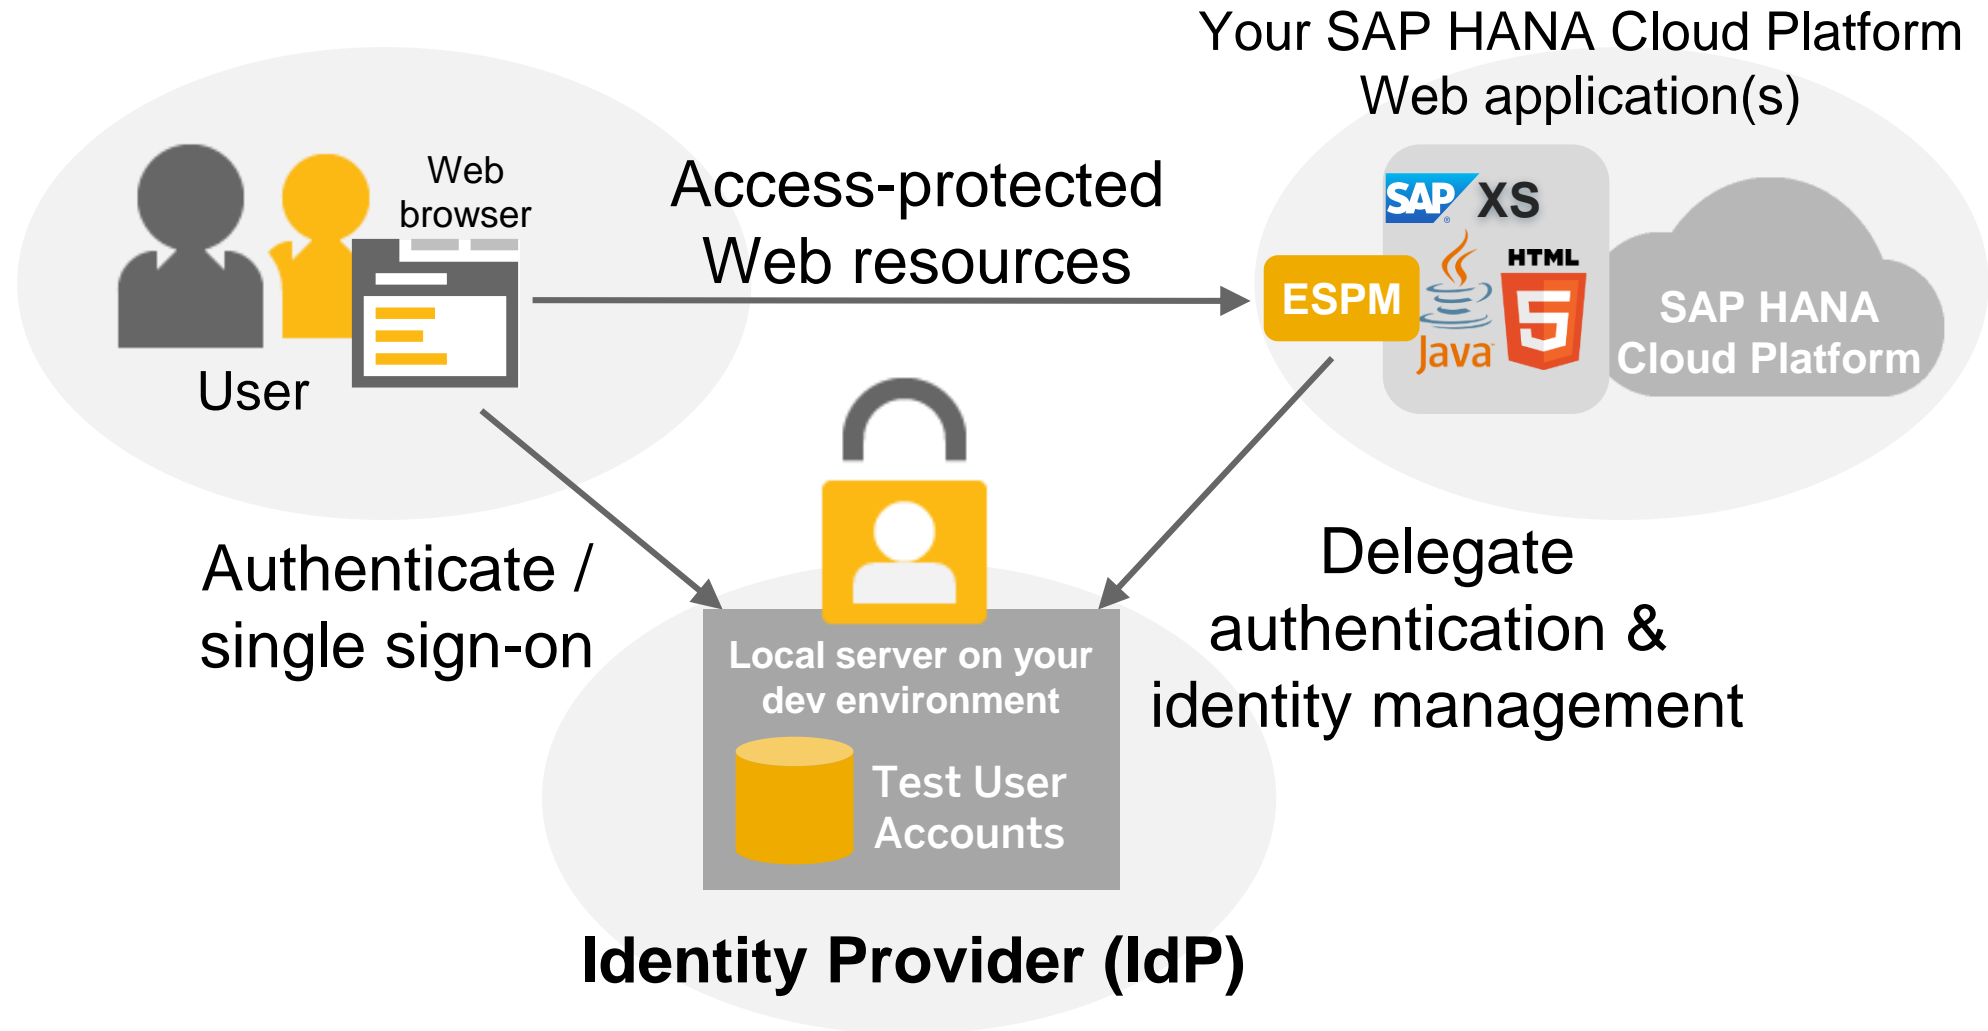 Your SAP HANA Cloud Platform
Web application(s)
Web
browser
User
Access-protected
Web resources
SAP XS
ESPM
Java
HTML
5
SAP HANA
Cloud Platform
Authenticate /
single sign-on
Delegate
authentication &
identity management
Local server on your
dev environment
Test User
Accounts
Identity Provider (IdP)